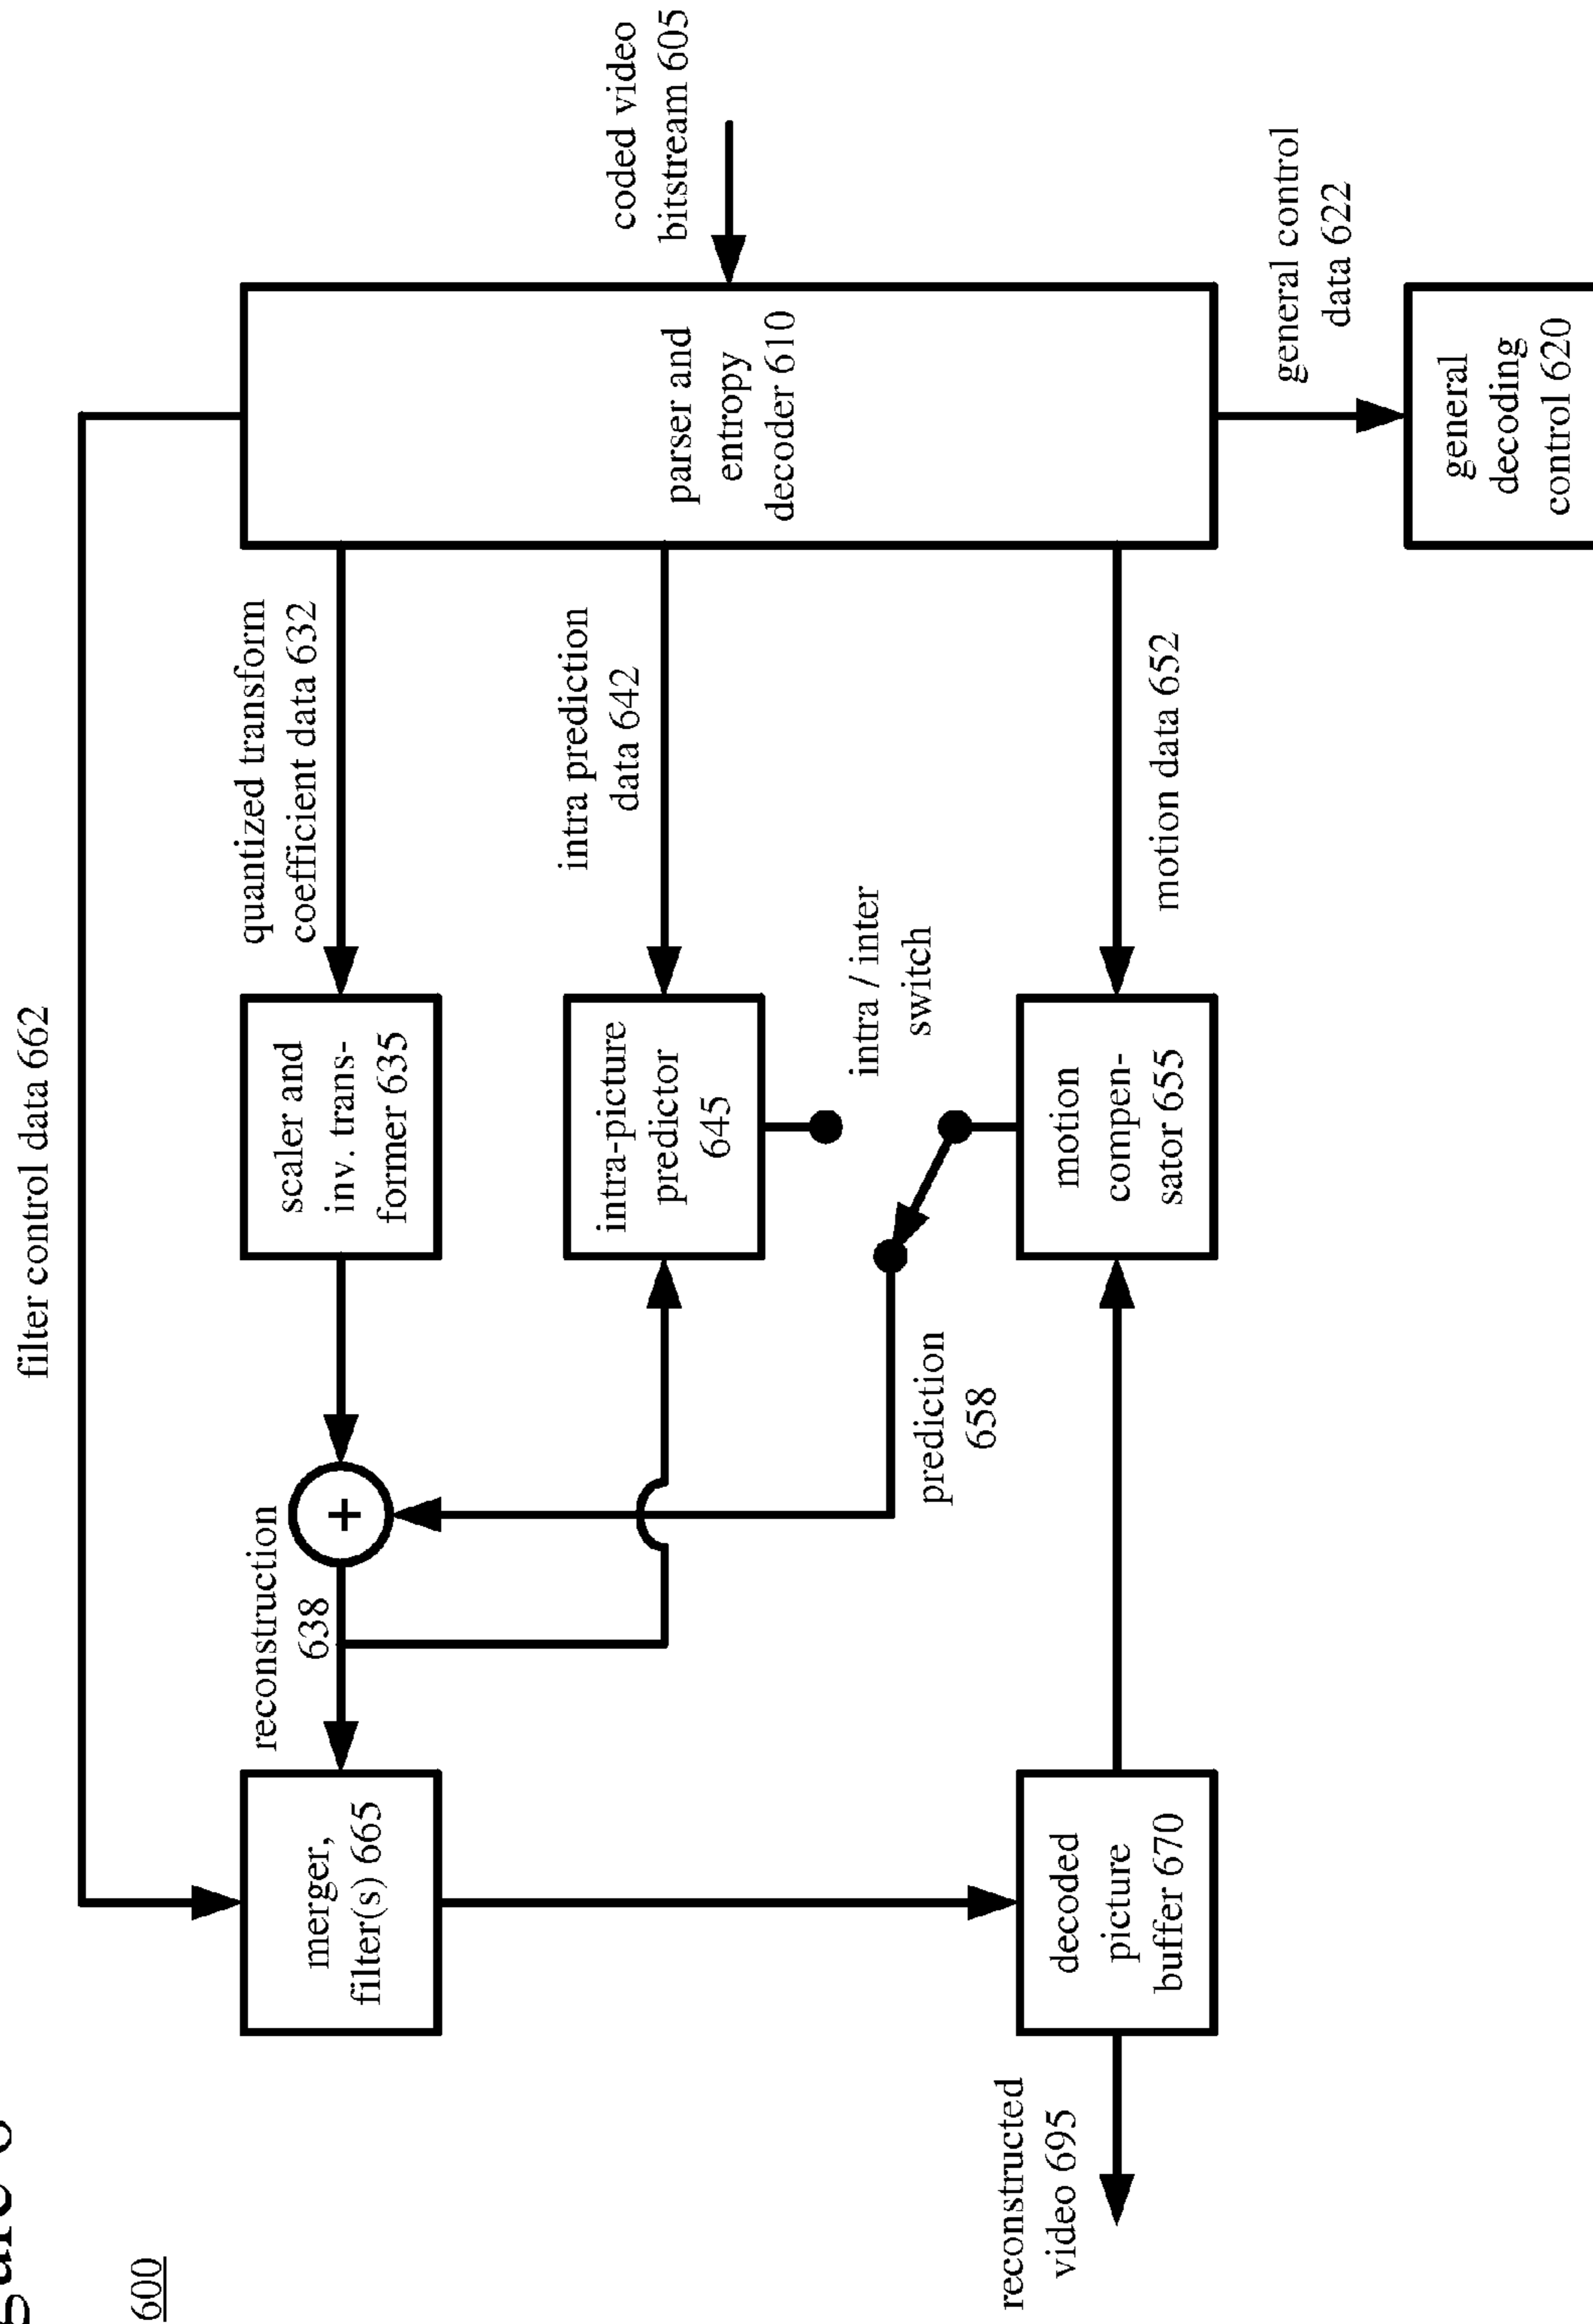 600
filter control data 662
merger,
filter(s) 665
reconstruction
638
+
scaler and
inv. trans-
former 635
quantized transform
coefficient data 632
parser and
entropy
decoder 610
coded video
bitstream 605
intra-picture
predictor
645
intra prediction
data 642
intra / inter
switch
prediction
658
reconstructed
video 695
decoded
picture
buffer 670
motion
compen-
sator 655
motion data 652
general control
data 622
general
decoding
control 620